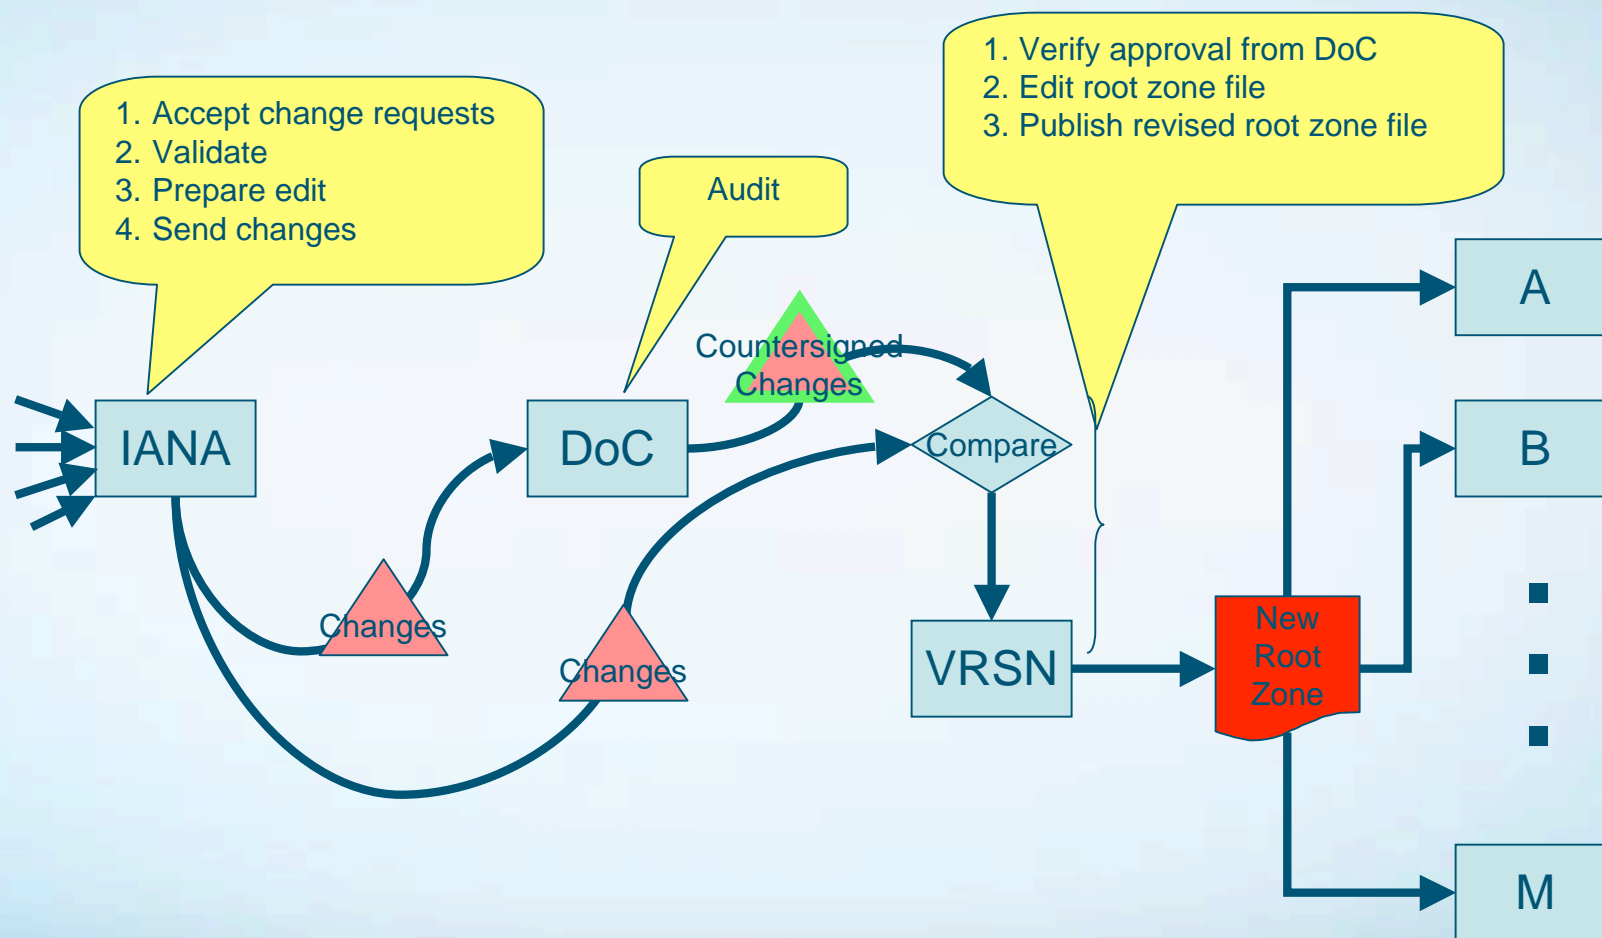 1. Accept change requests
2. Validate
3. Prepare edit
4. Send changes
Audit
1. Verify approval from DoC
2. Edit root zone file
3. Publish revised root zone file
IANA
DoC
Countersigned
Changes
Compare
Changes
Changes
VRSN
New
Root
Zone
A
B
M